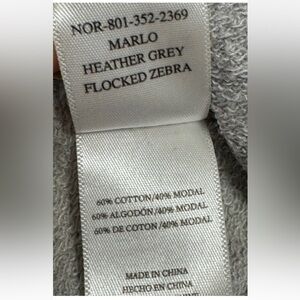 NOR-801-352-2369
MARLO
HEATHER GREY
FLOCKED ZEBRA
60% COTTON/40% MODAL
60% ALGODÓN/40% MODAL
60% DE COTON/40% MODAL
MADE IN CHINA
HECHO EN CHINA